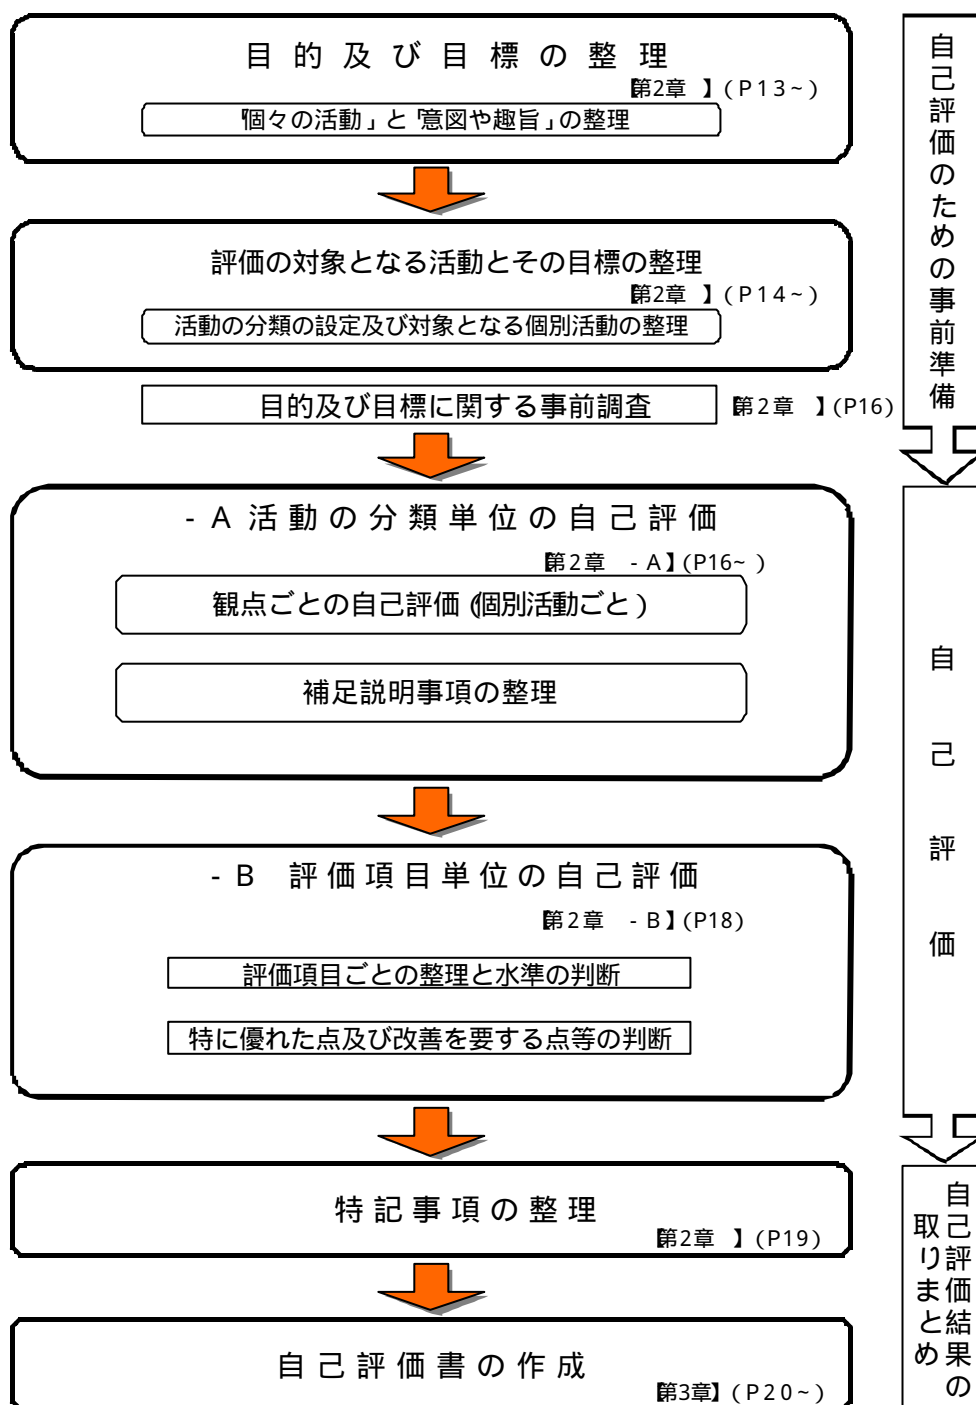 目的及び目標の整理
【第2章 】(P13~)
「個々の活動」と「意図や趣旨」の整理
評価の対象となる活動とその目標の整理
【第2章 】(P14~)
活動の分類の設定及び対象となる個別活動の整理
目的及び目標に関する事前調査
【第2章 】(P16)
自己評価のための事前準備
-A 活動の分類単位の自己評価
【第2章 -A】(P16~ )
観点ごとの自己評価(個別活動ごと)
補足説明事項の整理
-B 評価項目単位の自己評価
【第2章 -B】(P18)
評価項目ごとの整理と水準の判断
特に優れた点及び改善を要する点等の判断
自己評価
特記事項の整理
【第2章 】(P19)
自己評価書の作成
【第3章】(P20~)
自己評価結果の
取りまとめ